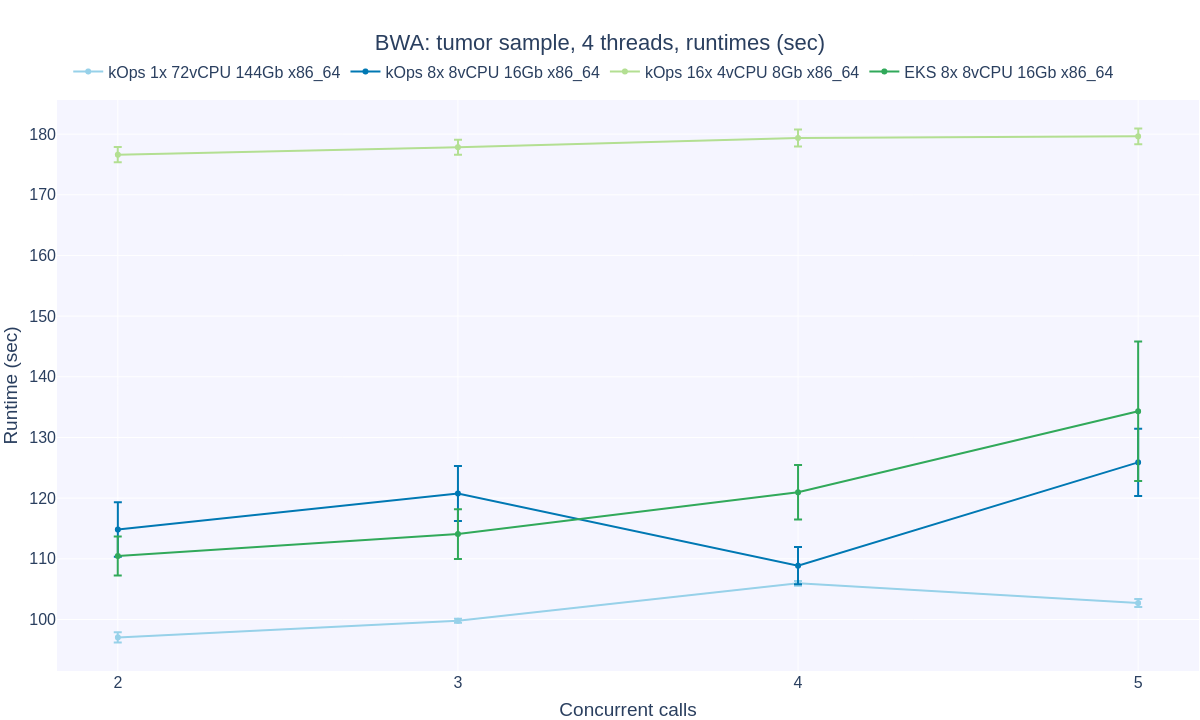 BWA: tumor sample, 4 threads, runtimes (sec)
kOps 1x 72vCPU 144Gb x86_64 kOps 8x 8vCPU 16Gb x86_64 kOps 16x 4vCPU 8Gb x86_64 EKS 8x 8vCPU 16Gb x86_64
180
170
160
150
140
130
120
110
100
Runtime (sec)
2 3 4 5
Concurrent calls